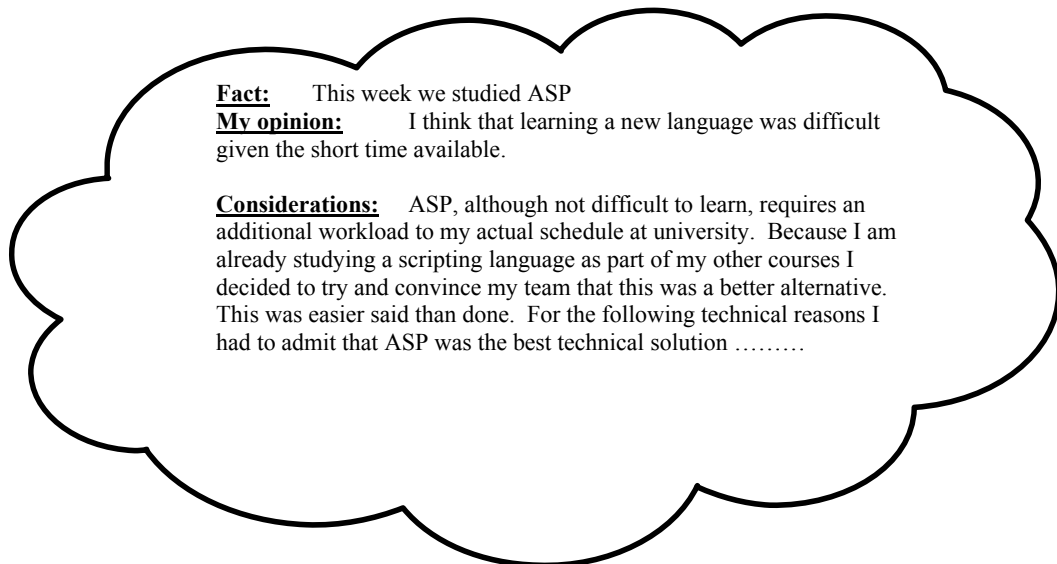 Fact: This week we studied ASP
My opinion: I think that learning a new language was difficult
given the short time available.
Considerations: ASP, although not difficult to learn, requires an
additional workload to my actual schedule at university. Because I am
already studying a scripting language as part of my other courses I
decided to try and convince my team that this was a better alternative.
This was easier said than done. For the following technical reasons I
had to admit that ASP was the best technical solution ………